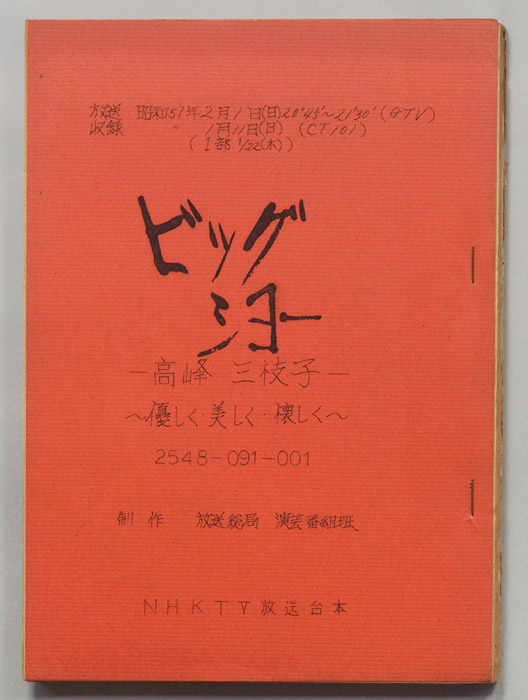 放送 昭和51年2月1日(日)20°45'~21°30'(GTV)
収録 〃 1月11日(日) (CT101)
(1部 1/22(木))
ビッグ
ショー
—高峰 三枝子—
~優しく・美しく・懐しく~
2548-091-001
制作 放送総局 演芸番組班
NHKTV放送台本